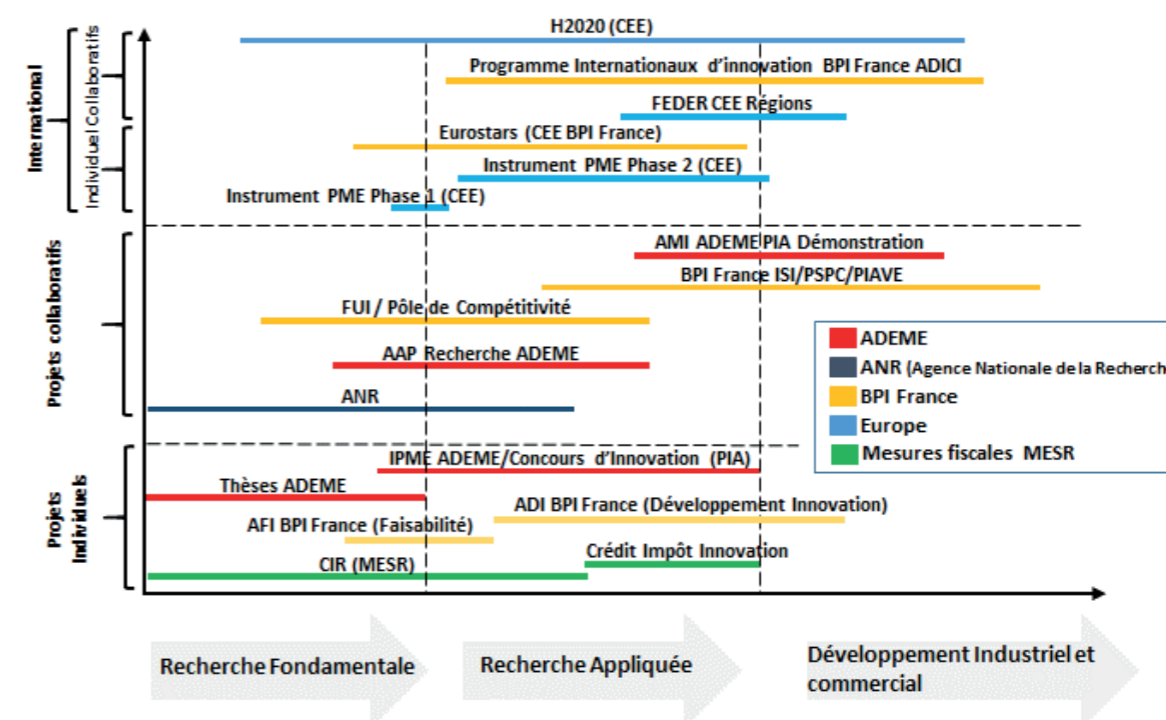 H2020 (CEE)
Programme Internationaux d'innovation BPI France ADICI
FEDER CEE Régions
Eurostars (CEE BPI France)
Instrument PME Phase 2 (CEE)
Instrument PME Phase 1 (CEE)
International
Collaboratifs
Individuel
AMI ADEME PIA Démonstration
BPI France ISI/PSPC/PIAVE
FUI / Pôle de Compétitivité
AAP Recherche ADEME
ANR
Projets collaboratifs
ADEME
ANR (Agence Nationale de la Recherch
BPI France
Europe
Mesures fiscales MESR
IPME ADEME/Concours d'Innovation (PIA)
Thèses ADEME
ADI BPI France (Développement Innovation)
AFI BPI France (Faisabilité)
Crédit Impôt Innovation
CIR (MESR)
Projets
Individuels
Recherche Fondamentale
Recherche Appliquée
Développement Industriel et
commercial